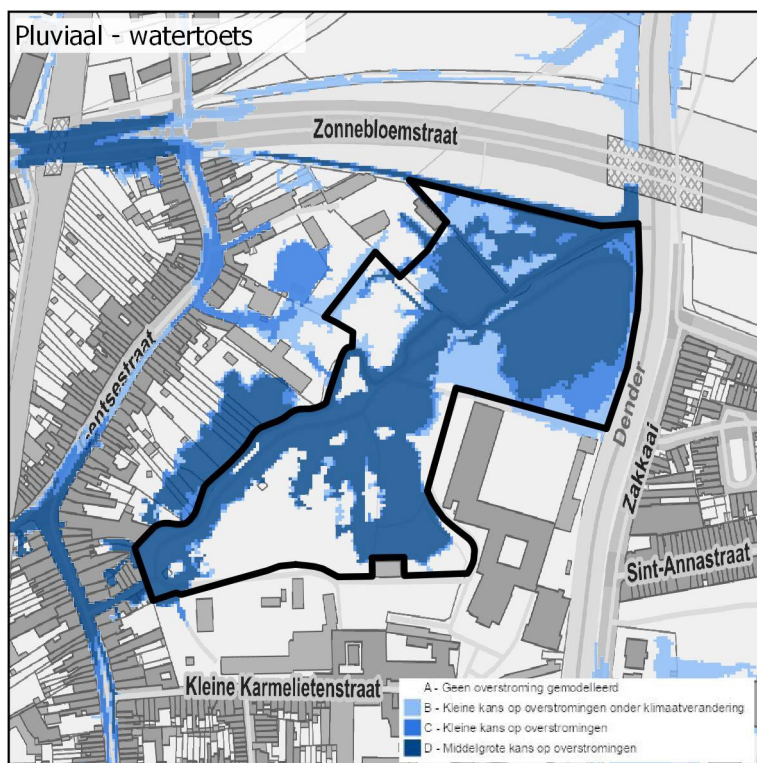 Pluviaal - watertoets
Zonnebloemstraat
entsestraat
Dender
Zakkaai
Sint-Annastraat
Kleine Karmelietenstraat
A - Geen overstroming gemodelleerd
B - Kleine kans op overstromingen onder klimaatverandering
C - Kleine kans op overstromingen
D - Middelgrote kans op overstromingen